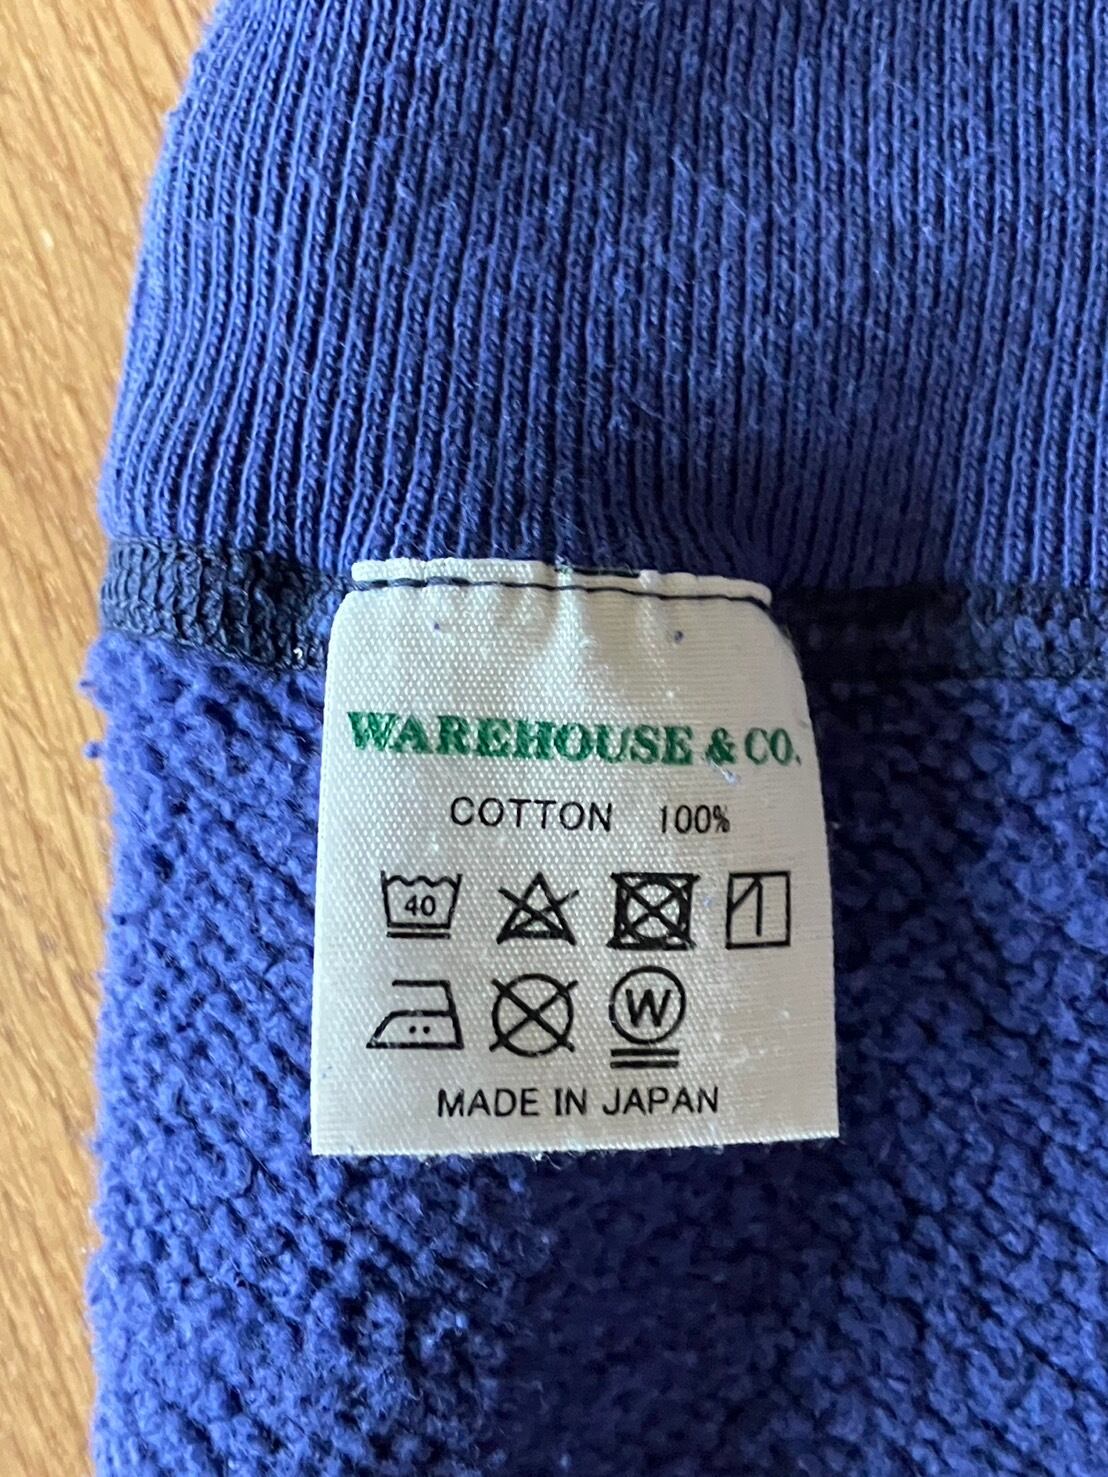 WAREHOUSE & CO.
COTTON 100%
40
W
MADE IN JAPAN